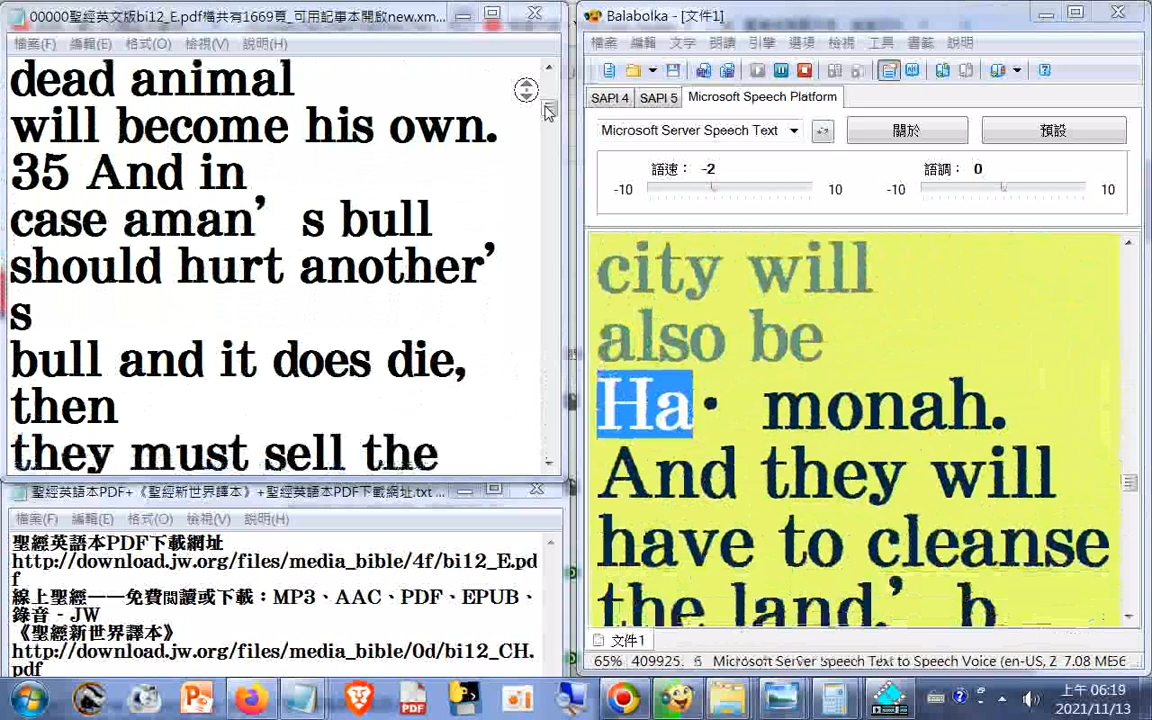 00000聖經英文版bi12_E.pdf檔共有1669頁_可用記事本開啟new.xm...
檔案(F) 編輯(E) 格式(O) 檢視(V) 說明(H)
dead animal
will become his own.
35 And in
case aman’ s bull
should hurt another’
s
bull and it does die,
then
they must sell the
聖經英語本PDF+《聖經新世界譯本》+聖經英語本PDF下載網址.txt ...
檔案(F) 編輯(E) 格式(O) 檢視(V) 說明(H)
聖經英語本PDF下載網址
http://download.jw.org/files/media_bible/4f/bi12_E.pd
f
線上聖經——免費閱讀或下載：MP3、AAC、PDF、EPUB、
錄音 - JW
《聖經新世界譯本》
http://download.jw.org/files/media_bible/0d/bi12_CH.
pdf
Balabolka - [文件1]
檔案 編輯 文字 朗讀 引擎 選項 檢視 工具 書籤 說明
SAPI 4 SAPI 5 Microsoft Speech Platform
Microsoft Server Speech Text 關於 預設
語速： -2 語調： 0
-10 10 -10 10
city will
also be
Ha• monah.
And they will
have to cleanse
the land.’ b
文件1
65% Microsoft Server Speech Text to Speech Voice (en-US, Z 7.08 MB
上午 06:19
2021/11/13